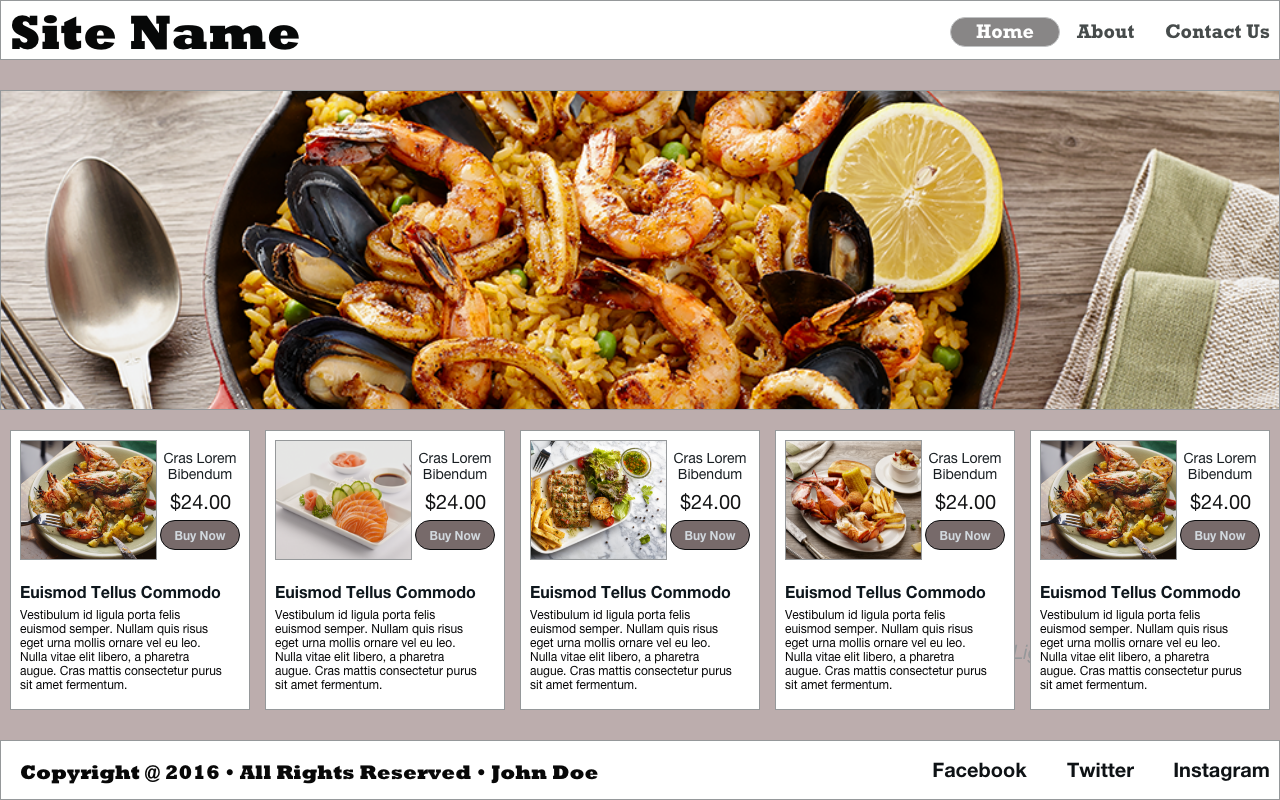 Site Name
Home
About
Contact Us
Cras Lorem
Bibendum
$24.00
Buy Now
Euismod Tellus Commodo
Vestibulum id ligula porta felis
euismod semper. Nullam quis risus
eget urna mollis ornare vel eu leo.
Nulla vitae elit libero, a pharetra
augue. Cras mattis consectetur purus
sit amet fermentum.
Cras Lorem
Bibendum
$24.00
Buy Now
Euismod Tellus Commodo
Vestibulum id ligula porta felis
euismod semper. Nullam quis risus
eget urna mollis ornare vel eu leo.
Nulla vitae elit libero, a pharetra
augue. Cras mattis consectetur purus
sit amet fermentum.
Cras Lorem
Bibendum
$24.00
Buy Now
Euismod Tellus Commodo
Vestibulum id ligula porta felis
euismod semper. Nullam quis risus
eget urna mollis ornare vel eu leo.
Nulla vitae elit libero, a pharetra
augue. Cras mattis consectetur purus
sit amet fermentum.
Cras Lorem
Bibendum
$24.00
Buy Now
Euismod Tellus Commodo
Vestibulum id ligula porta felis
euismod semper. Nullam quis risus
eget urna mollis ornare vel eu leo.
Nulla vitae elit libero, a pharetra
augue. Cras mattis consectetur purus
sit amet fermentum.
Cras Lorem
Bibendum
$24.00
Buy Now
Euismod Tellus Commodo
Vestibulum id ligula porta felis
euismod semper. Nullam quis risus
eget urna mollis ornare vel eu leo.
Nulla vitae elit libero, a pharetra
augue. Cras mattis consectetur purus
sit amet fermentum.
Copyright @ 2016 • All Rights Reserved • John Doe
Facebook
Twitter
Instagram